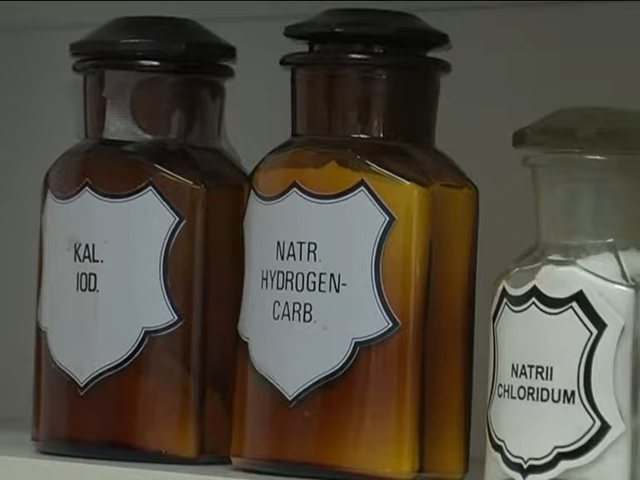 KAL.
IOD.
NATR.
HYDROGEN-
CARB.
NATRII
CHLORIDUM